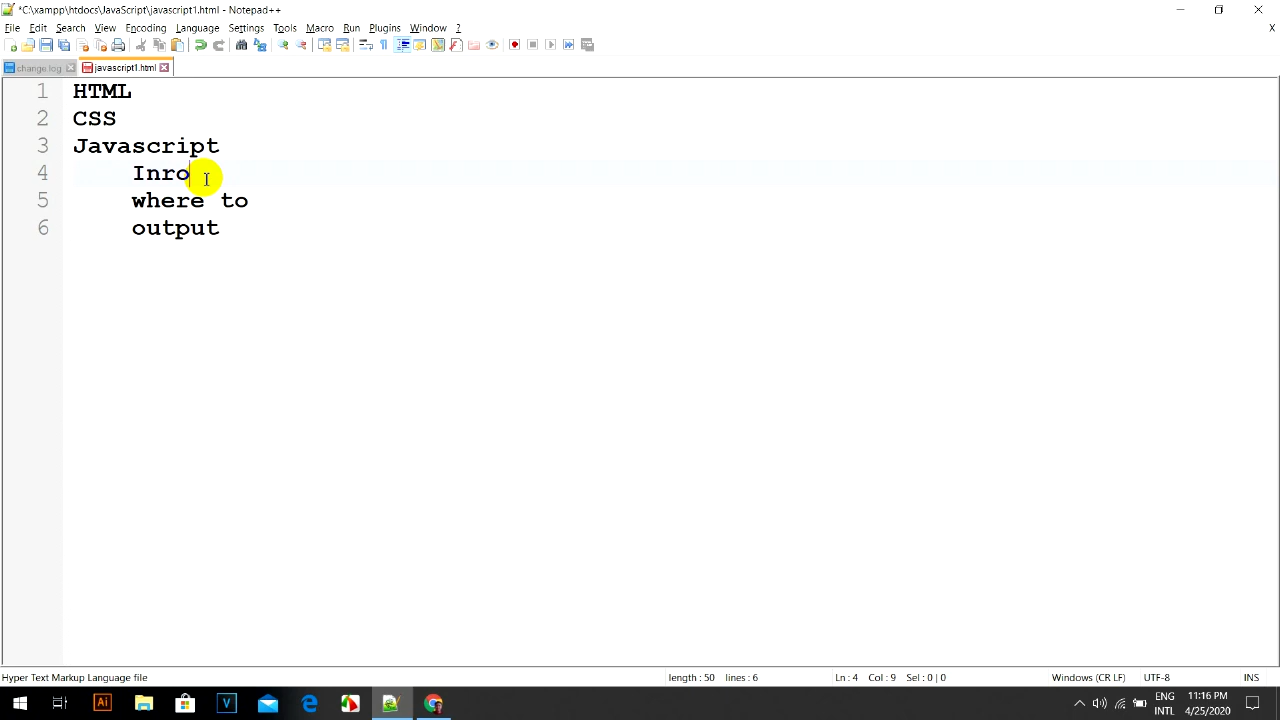 *C:\xampp\htdocs\JavaScript\javascript1.html - Notepad++
File Edit Search View Encoding Language Settings Tools Macro Run Plugins Window ?
X
change.log javascript1.html
1 HTML
2 CSS
3 Javascript
4 Inro
5 where to
6 output
Hyper Text Markup Language file length : 50 lines : 6 Ln : 4 Col : 9 Sel : 0 | 0 Windows (CR LF) UTF-8 INS
Ai V e ENG 11:16 PM
INTL 4/25/2020